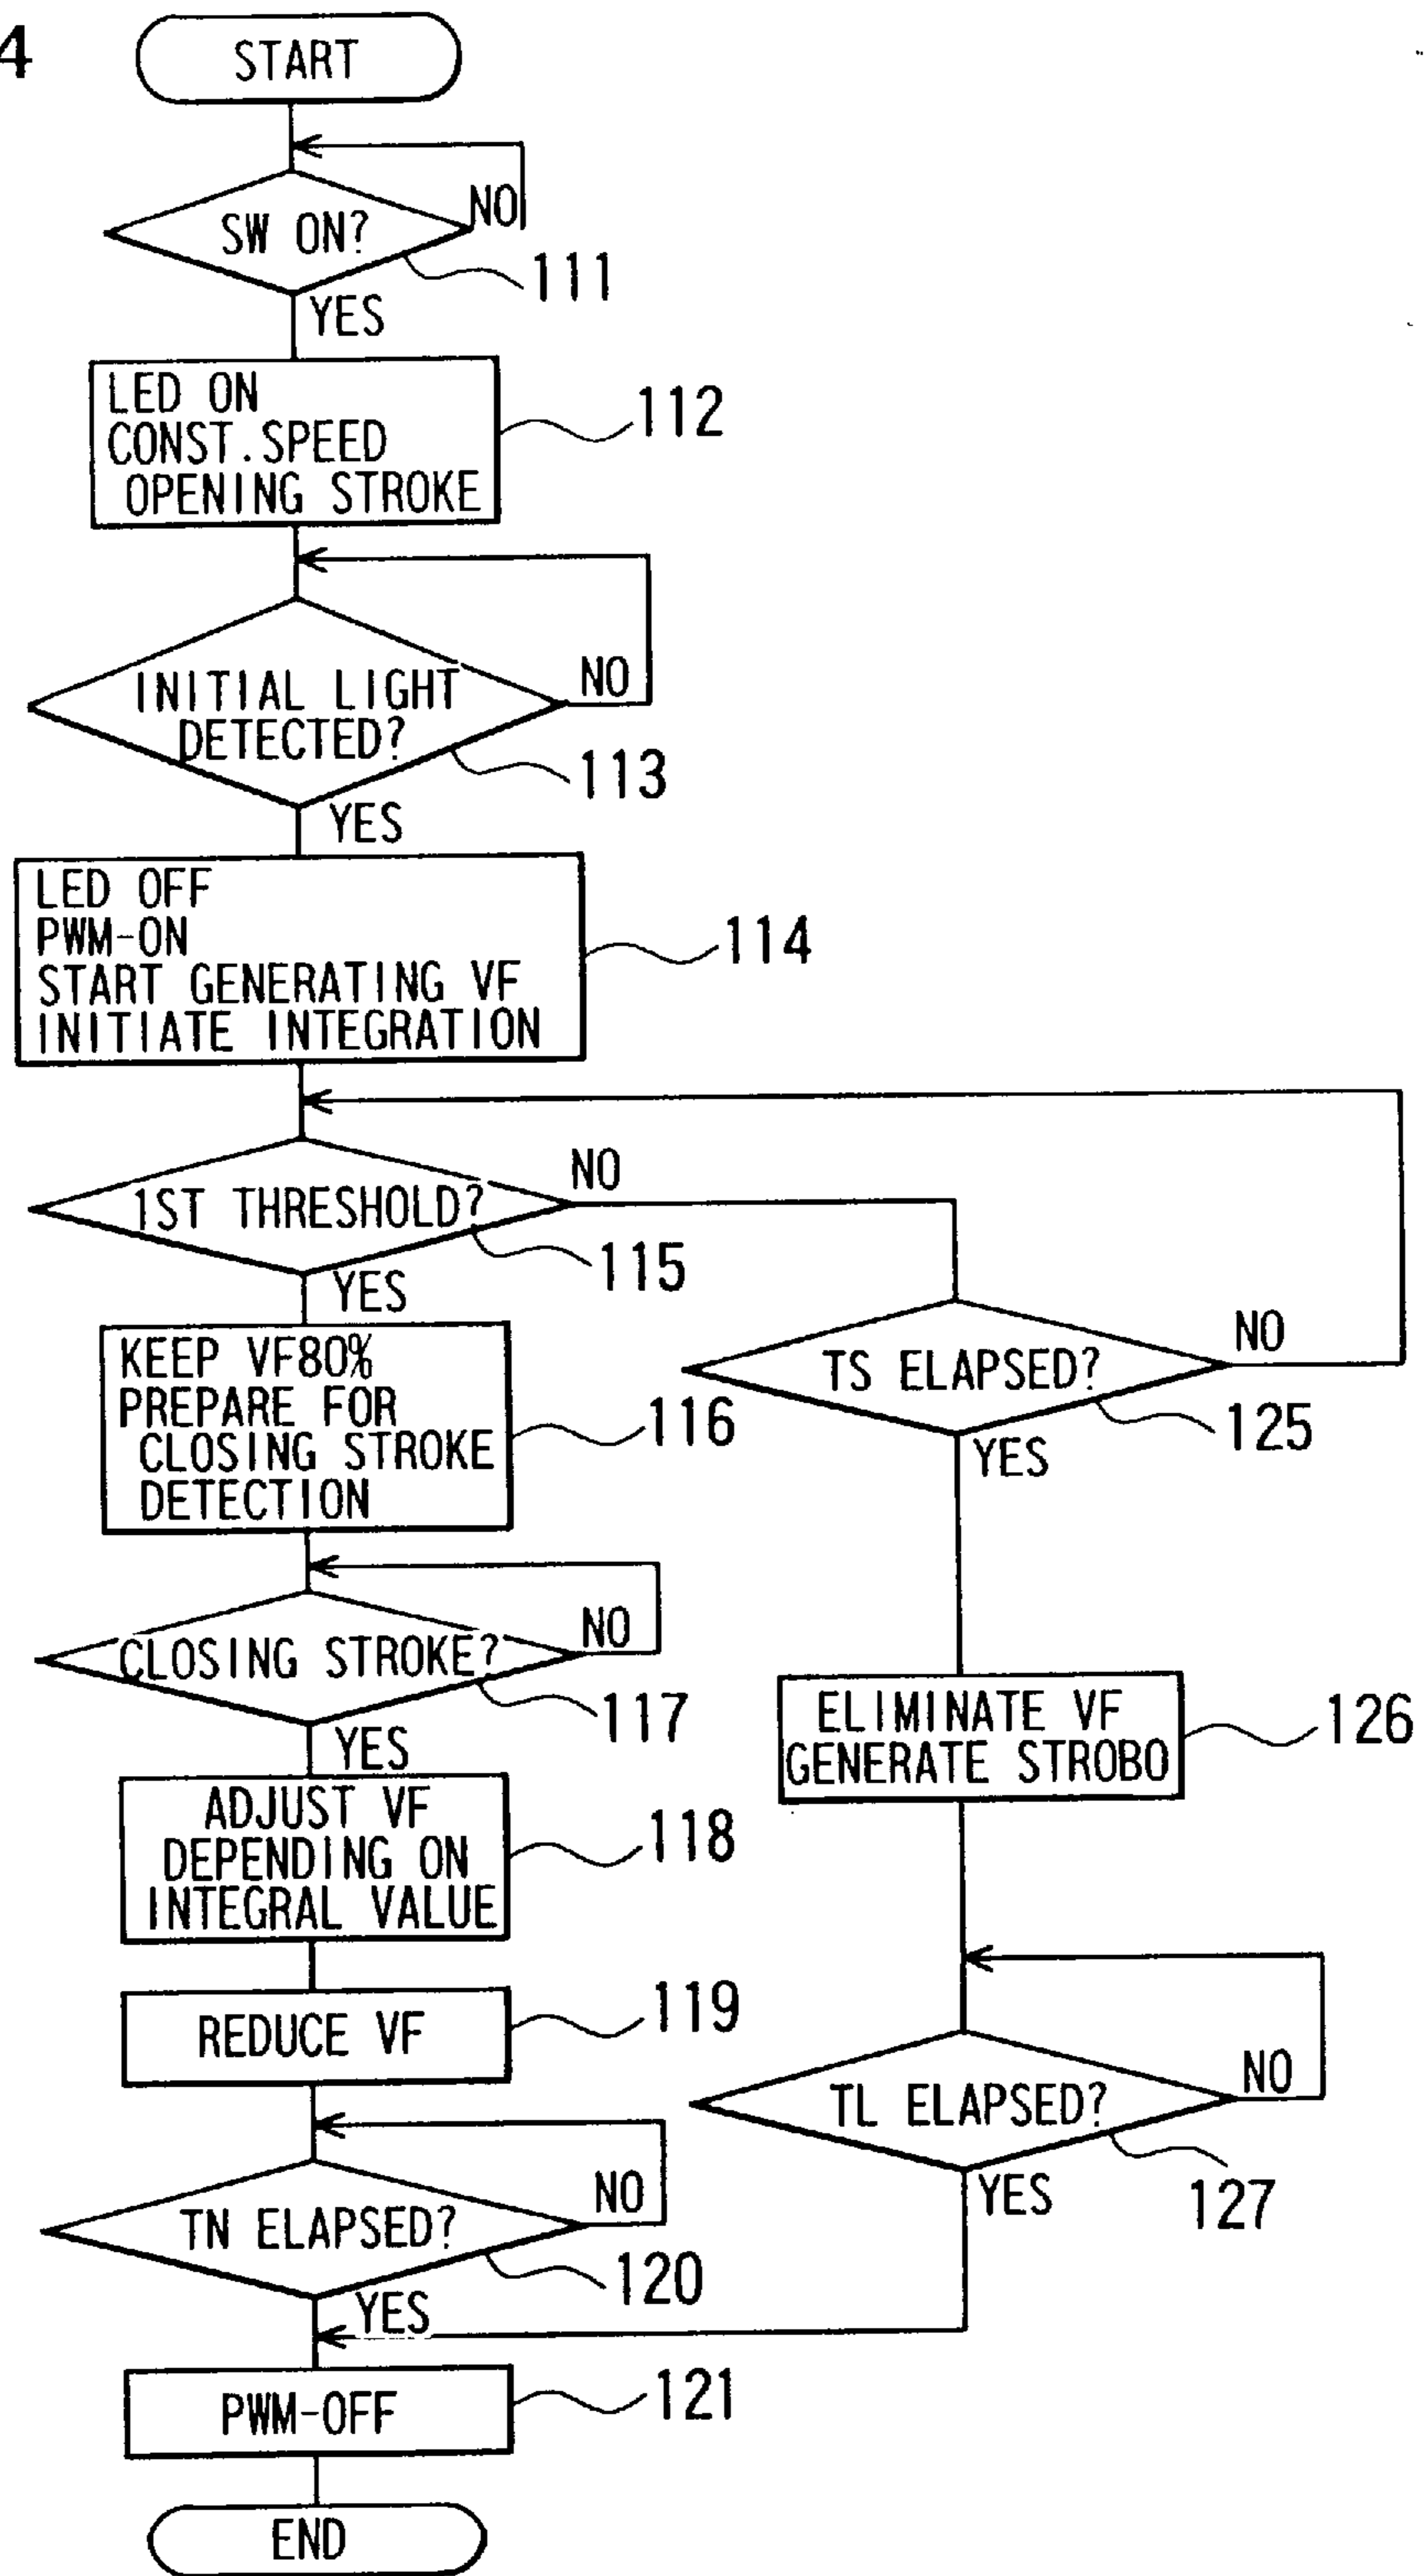 4
START
SW ON?
NO
111
YES
LED ON
CONST.SPEED
OPENING STROKE
112
INITIAL LIGHT
DETECTED?
NO
113
YES
LED OFF
PWM-ON
START GENERATING VF
INITIATE INTEGRATION
114
1ST THRESHOLD?
NO
115
YES
KEEP VF80%
PREPARE FOR
CLOSING STROKE
DETECTION
116
TS ELAPSED?
NO
125
YES
CLOSING STROKE?
NO
117
YES
ELIMINATE VF
GENERATE STROBO
126
ADJUST VF
DEPENDING ON
INTEGRAL VALUE
118
REDUCE VF
119
TL ELAPSED?
NO
127
YES
TN ELAPSED?
NO
120
YES
PWM-OFF
121
END